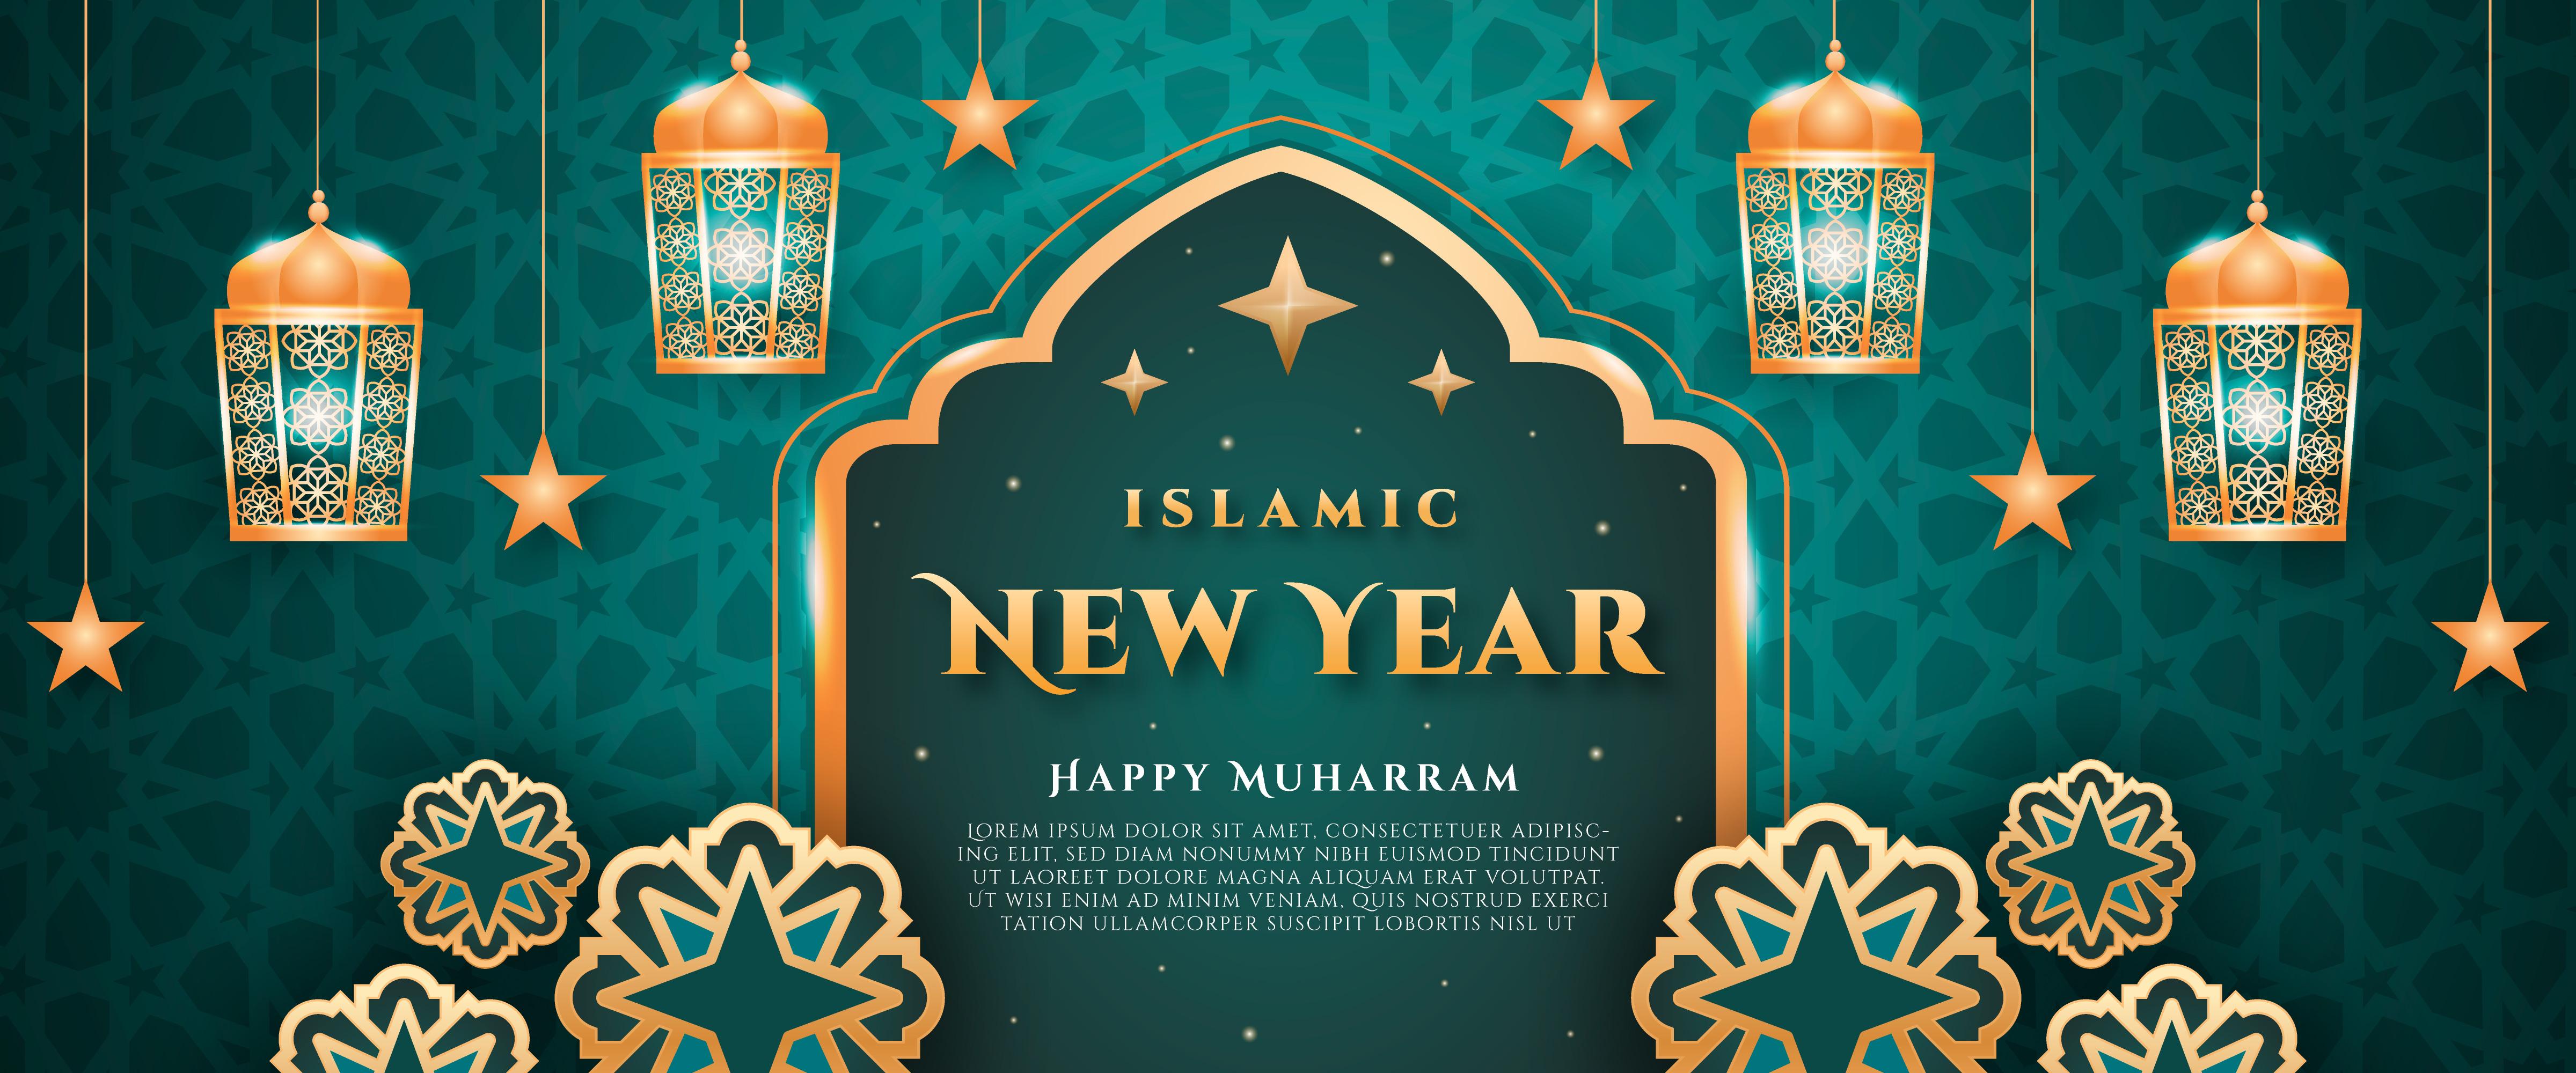 ISLAMIC
NEW YEAR
HAPPY MUHARRAM
LOREM IPSUM DOLOR SIT AMET, CONSECTETUER ADIPISC-
ING ELIT, SED DIAM NONUMMY NIBH EUISMOD TINCIDUNT
UT LAOREET DOLORE MAGNA ALIQUAM ERAT VOLUTPAT.
UT WISI ENIM AD MINIM VENIAM, QUIS NOSTRUD EXERCI
TATION ULLAMCORPER SUSCIPIT LOBORTIS NISL UT